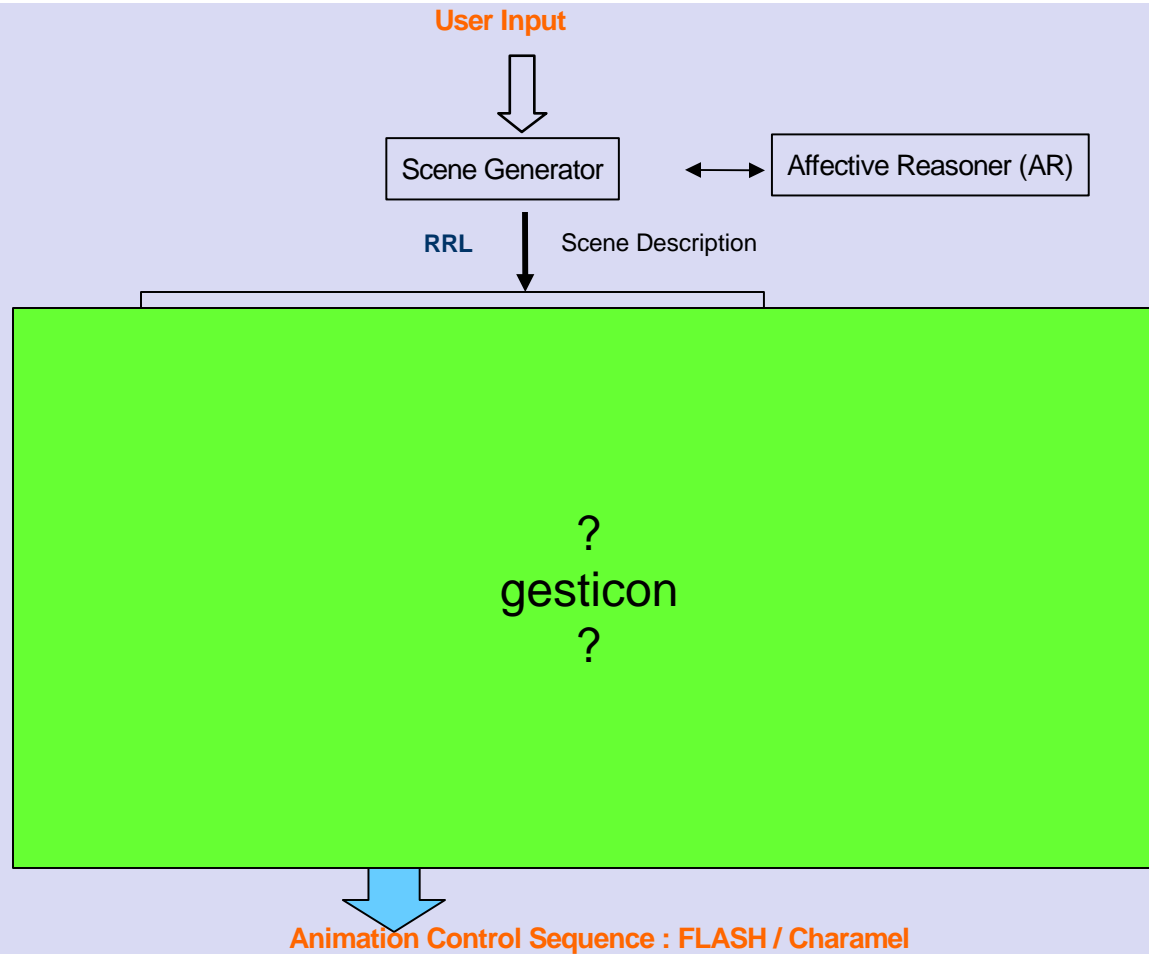 User Input
Scene Generator
Affective Reasoner (AR)
RRL
Scene Description
?
gesticon
?
Animation Control Sequence : FLASH / Charamel